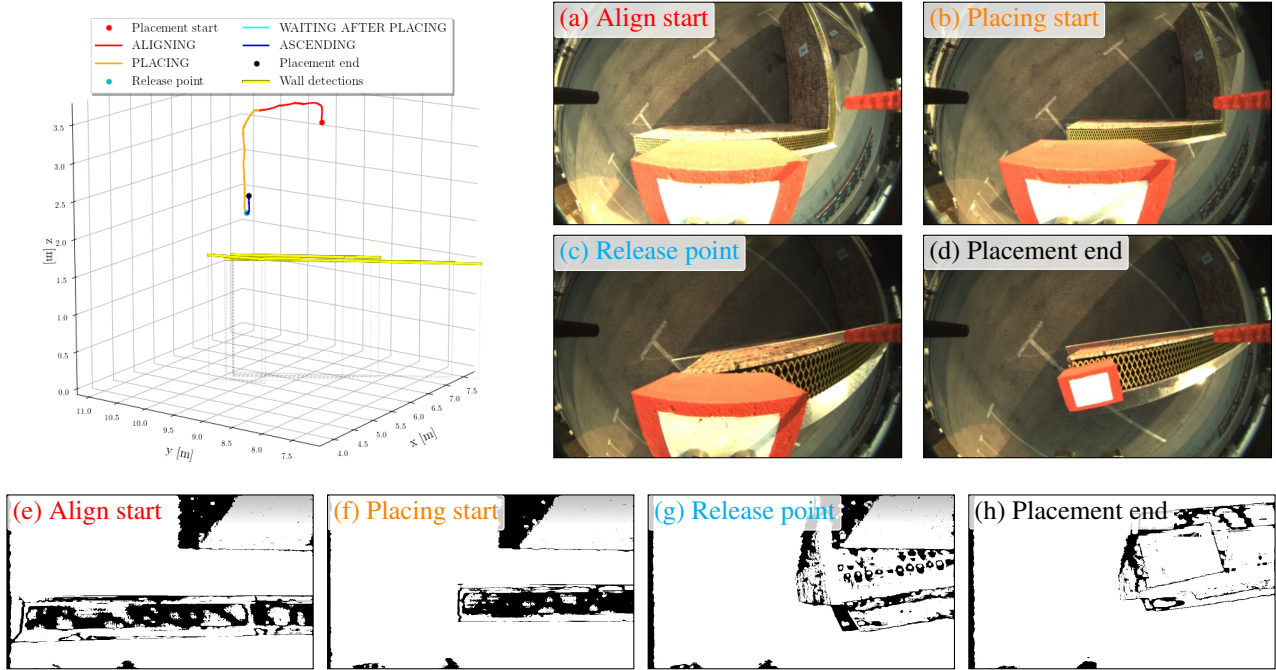 Placement start
ALIGNING
PLACING
Release point
WAITING AFTER PLACING
ASCENDING
Placement end
Wall detections
3.5
3.0
2.5
2.0
1.5
1.0
0.5
0.0
z [m]
11.0
10.5
10.0
9.5
9.0
8.5
8.0
7.5
y [m]
4.0
4.5
5.0
5.5
6.0
6.5
7.0
7.5
x [m]
(a) Align start
(b) Placing start
(c) Release point
(d) Placement end
(e) Align start
(f) Placing start
(g) Release point
(h) Placement end